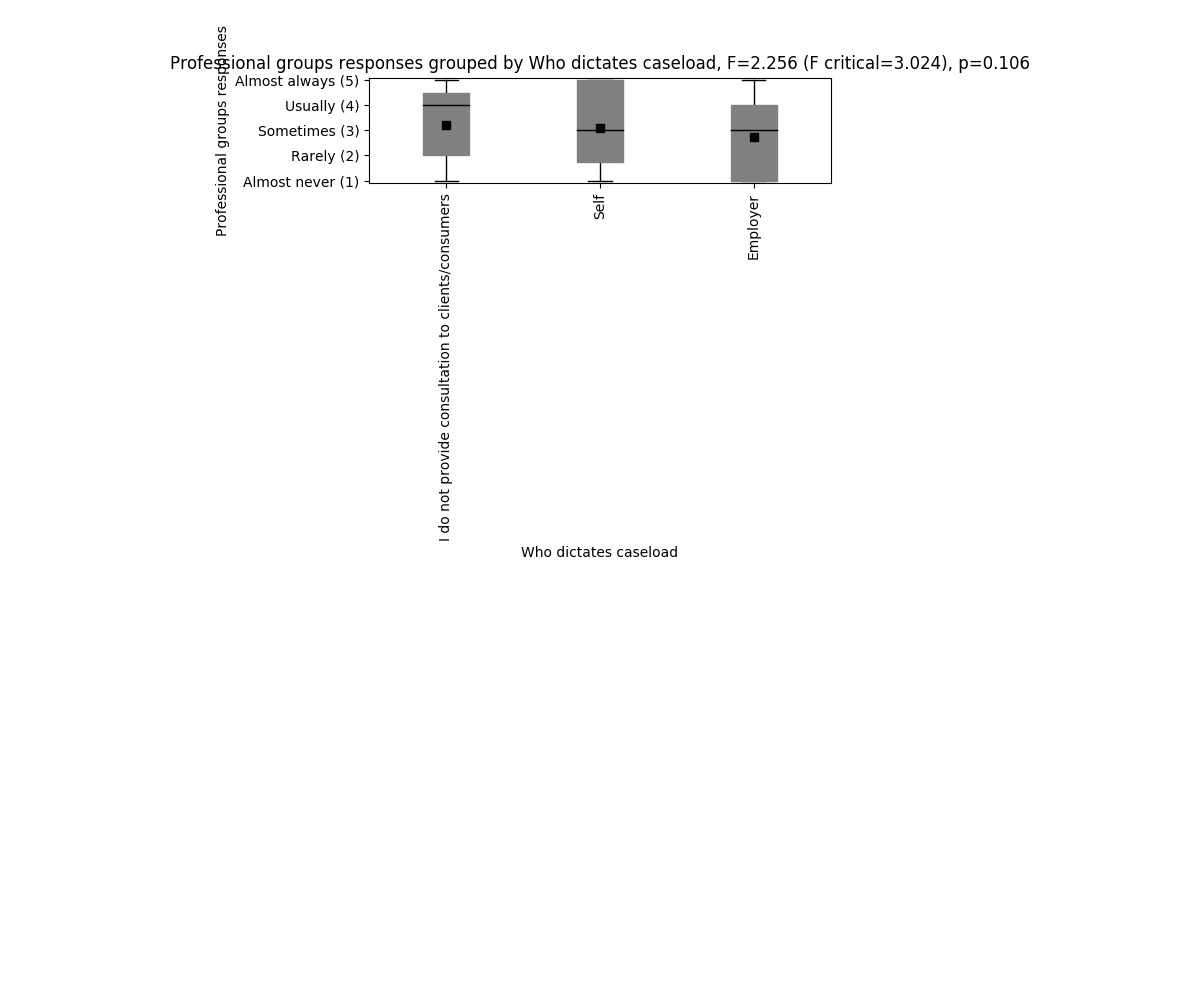 Professional groups responses grouped by Who dictates caseload, F=2.256 (F critical=3.024), p=0.106
Professional groups responses
Almost always (5)
Usually (4)
Sometimes (3)
Rarely (2)
Almost never (1)
I do not provide consultation to clients/consumers
Self
Employer
Who dictates caseload